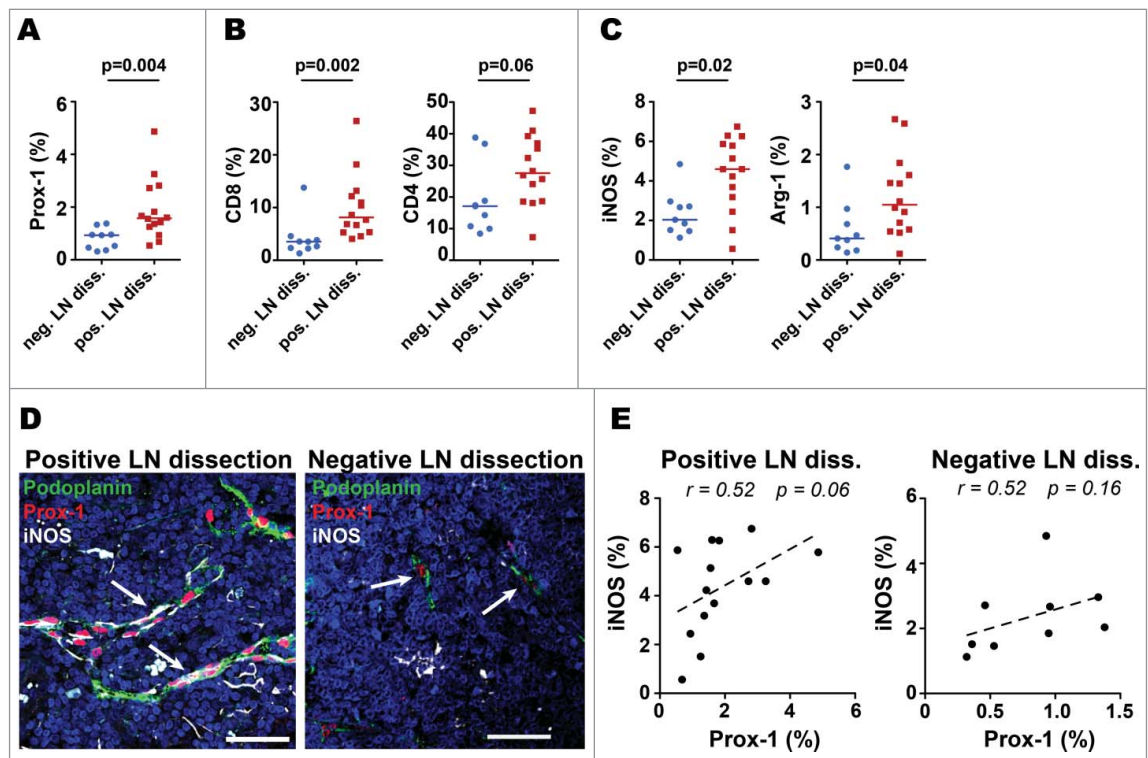 A
p=0.004
Prox-1 (%)
6
4
2
0
neg. LN diss.
pos. LN diss.
B
p=0.002
CD8 (%)
30
20
10
0
neg. LN diss.
pos. LN diss.
p=0.06
CD4 (%)
50
40
30
20
10
0
neg. LN diss.
pos. LN diss.
C
p=0.02
iNOS (%)
8
6
4
2
0
neg. LN diss.
pos. LN diss.
p=0.04
Arg-1 (%)
3
2
1
0
neg. LN diss.
pos. LN diss.
D
Positive LN dissection
Podoplanin
Prox-1
iNOS
Negative LN dissection
Podoplanin
Prox-1
iNOS
E
Positive LN diss.
r = 0.52 p = 0.06
iNOS (%)
8
6
4
2
0
0 2 4 6
Prox-1 (%)
Negative LN diss.
r = 0.52 p = 0.16
iNOS (%)
6
4
2
0
0.0 0.5 1.0 1.5
Prox-1 (%)